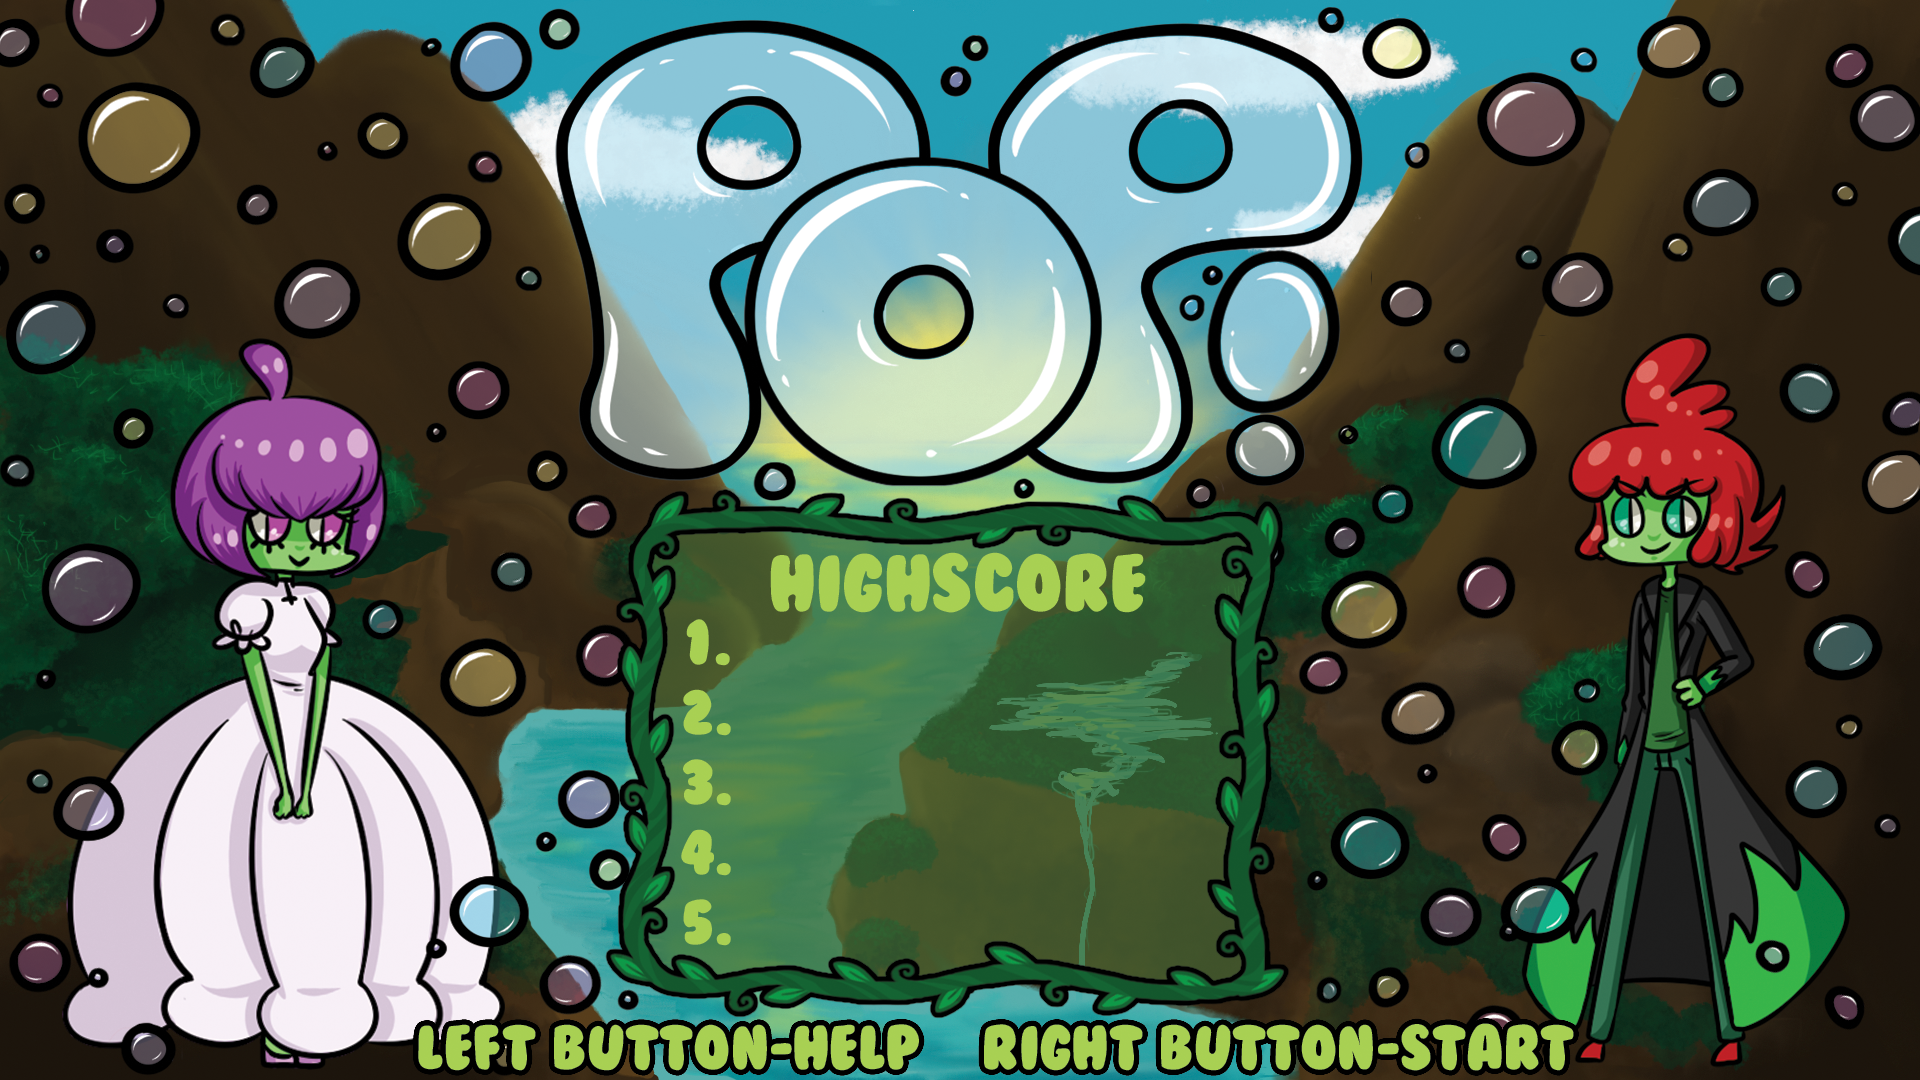 POP.
HIGHSCORE
1.
2.
3.
4.
5.
LEFT BUTTON-HELP RIGHT BUTTON-START